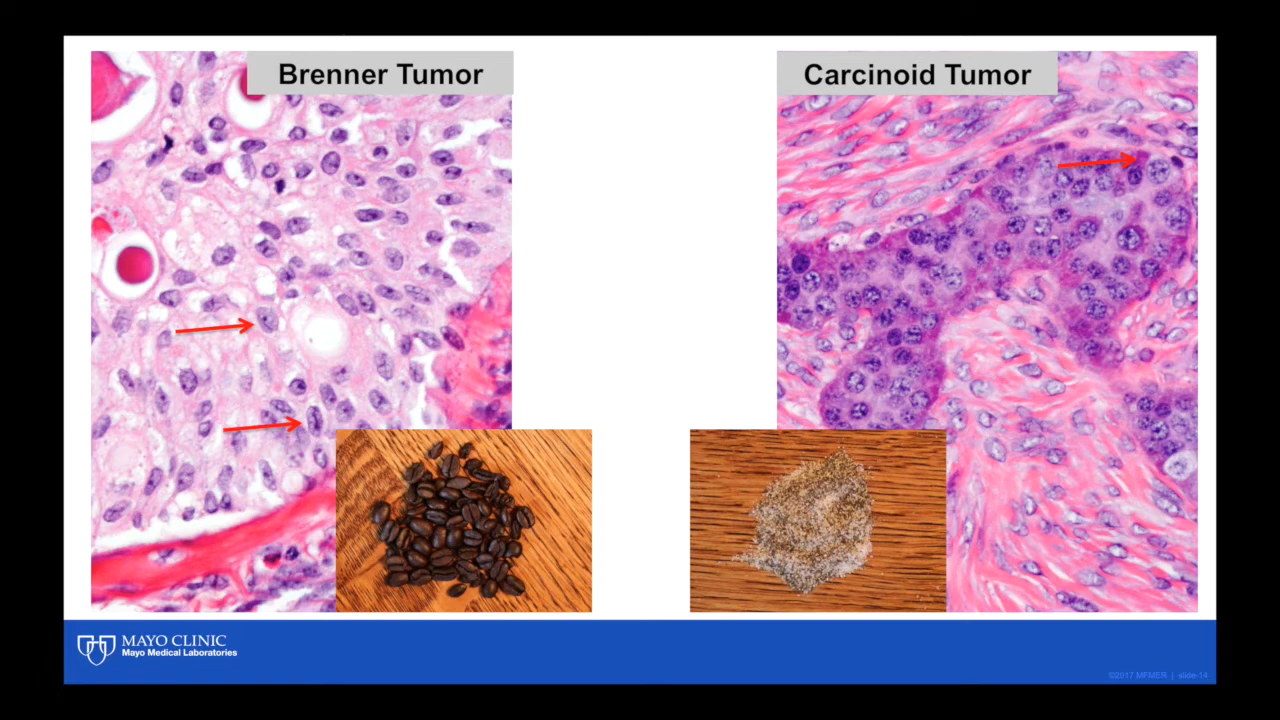 Brenner Tumor
Carcinoid Tumor
MAYO CLINIC
Mayo Medical Laboratories
©2017 MFMER | slide-14